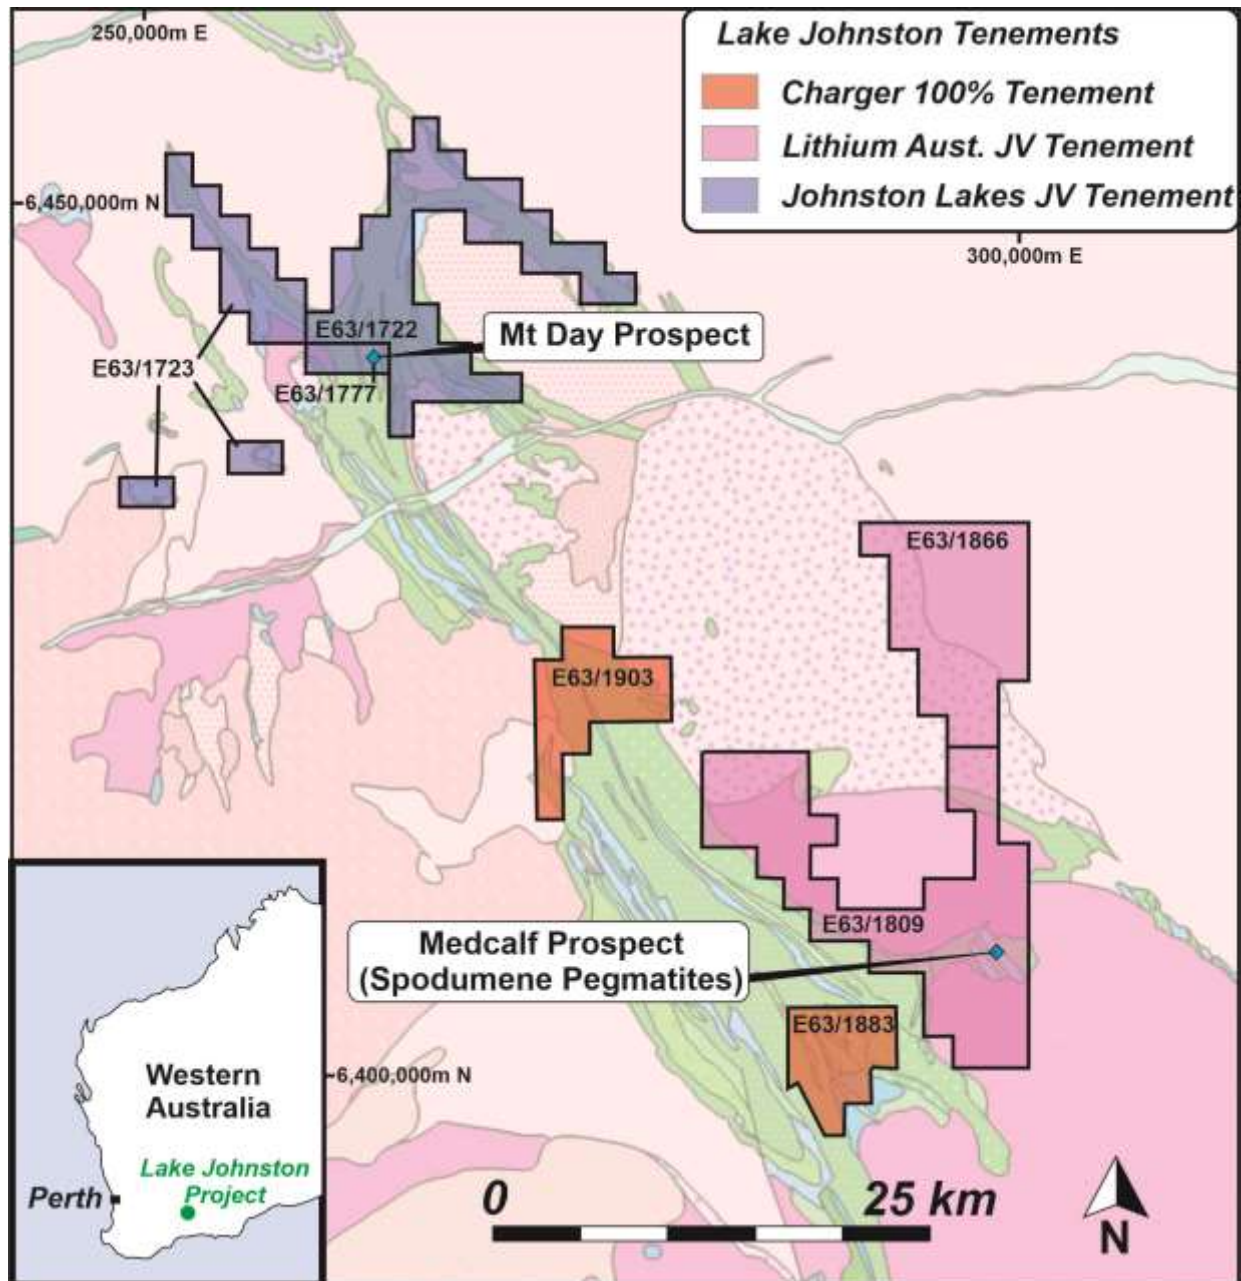 250,000m E
Lake Johnston Tenements
Charger 100% Tenement
Lithium Aust. JV Tenement
Johnston Lakes JV Tenement
6,450,000m N
300,000m E
E63/1722
Mt Day Prospect
E63/1723
E63/1777
E63/1866
E63/1903
E63/1809
Medcalf Prospect
(Spodumene Pegmatites)
E63/1883
6,400,000m N
Western
Australia
Lake Johnston
Project
Perth
0
25 km
N